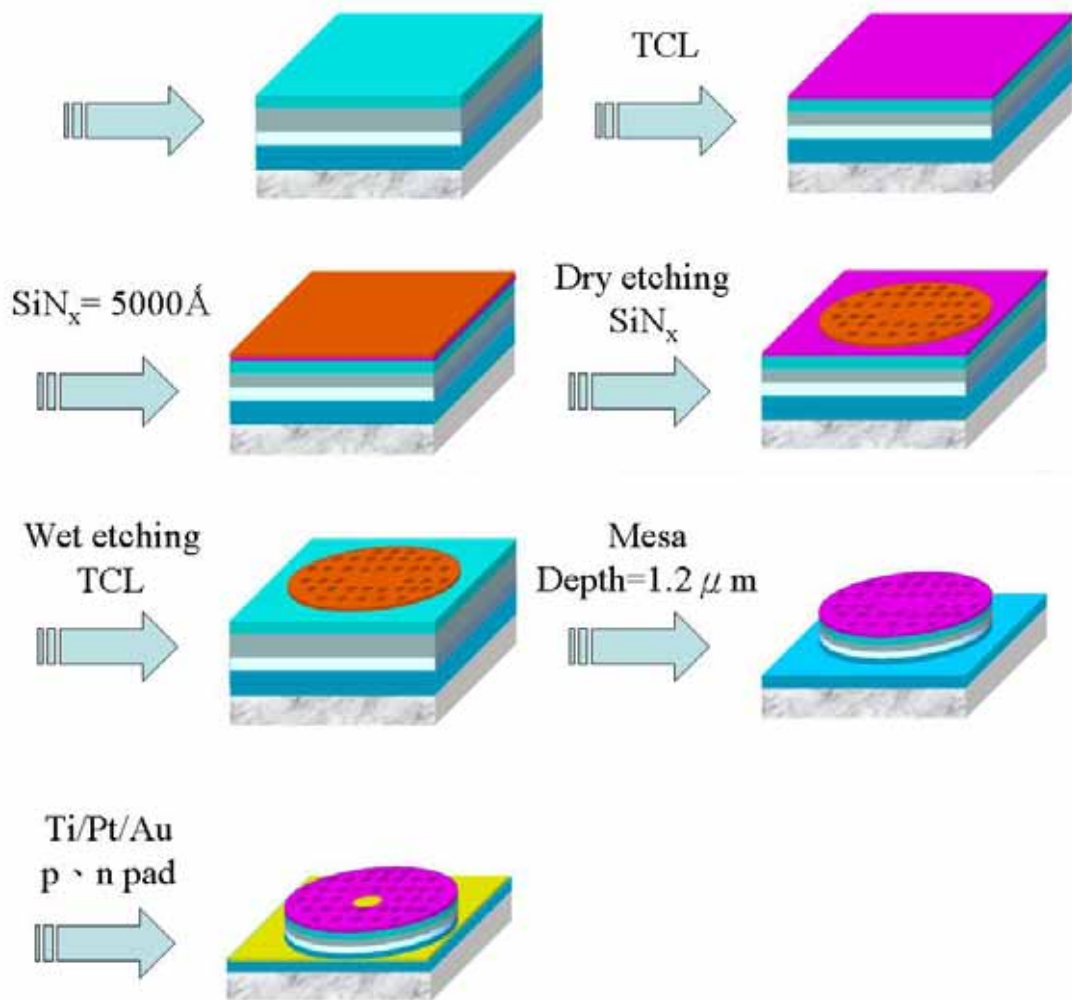 TCL
SiNₓ= 5000Å
Dry etching
SiNₓ
Wet etching
TCL
Mesa
Depth=1.2 μ m
Ti/Pt/Au
p、n pad